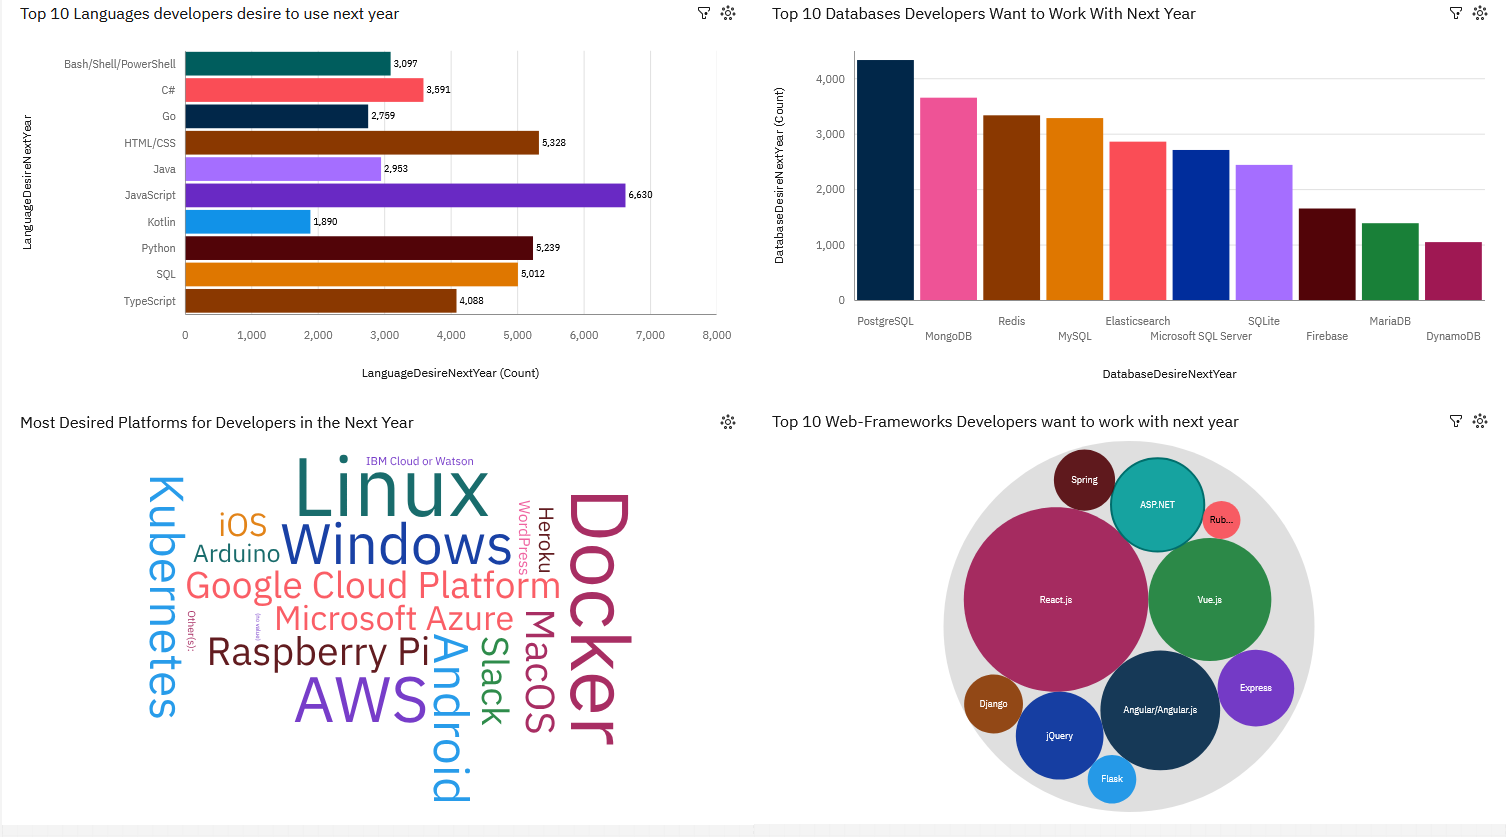 Top 10 Languages developers desire to use next year
LanguageDesireNextYear
Bash/Shell/PowerShell 3,097
C# 3,591
Go 2,759
HTML/CSS 5,328
Java 2,953
JavaScript 6,630
Kotlin 1,890
Python 5,239
SQL 5,012
TypeScript 4,088
0 1,000 2,000 3,000 4,000 5,000 6,000 7,000 8,000
LanguageDesireNextYear (Count)
Top 10 Databases Developers Want to Work With Next Year
DatabaseDesireNextYear (Count)
4,000
3,000
2,000
1,000
0
PostgreSQL Redis Elasticsearch SQLite MariaDB
MongoDB MySQL Microsoft SQL Server Firebase DynamoDB
DatabaseDesireNextYear
Most Desired Platforms for Developers in the Next Year
IBM Cloud or Watson
Linux
Kubernetes
Docker
WordPress
Heroku
iOS
Windows
Arduino
Google Cloud Platform
Microsoft Azure
Other(s):
(no value)
MacOS
Raspberry Pi
Android
Slack
AWS
Top 10 Web-Frameworks Developers want to work with next year
Spring
ASP.NET
Rub...
React.js
Vue.js
Express
Django
Angular/Angular.js
jQuery
Flask